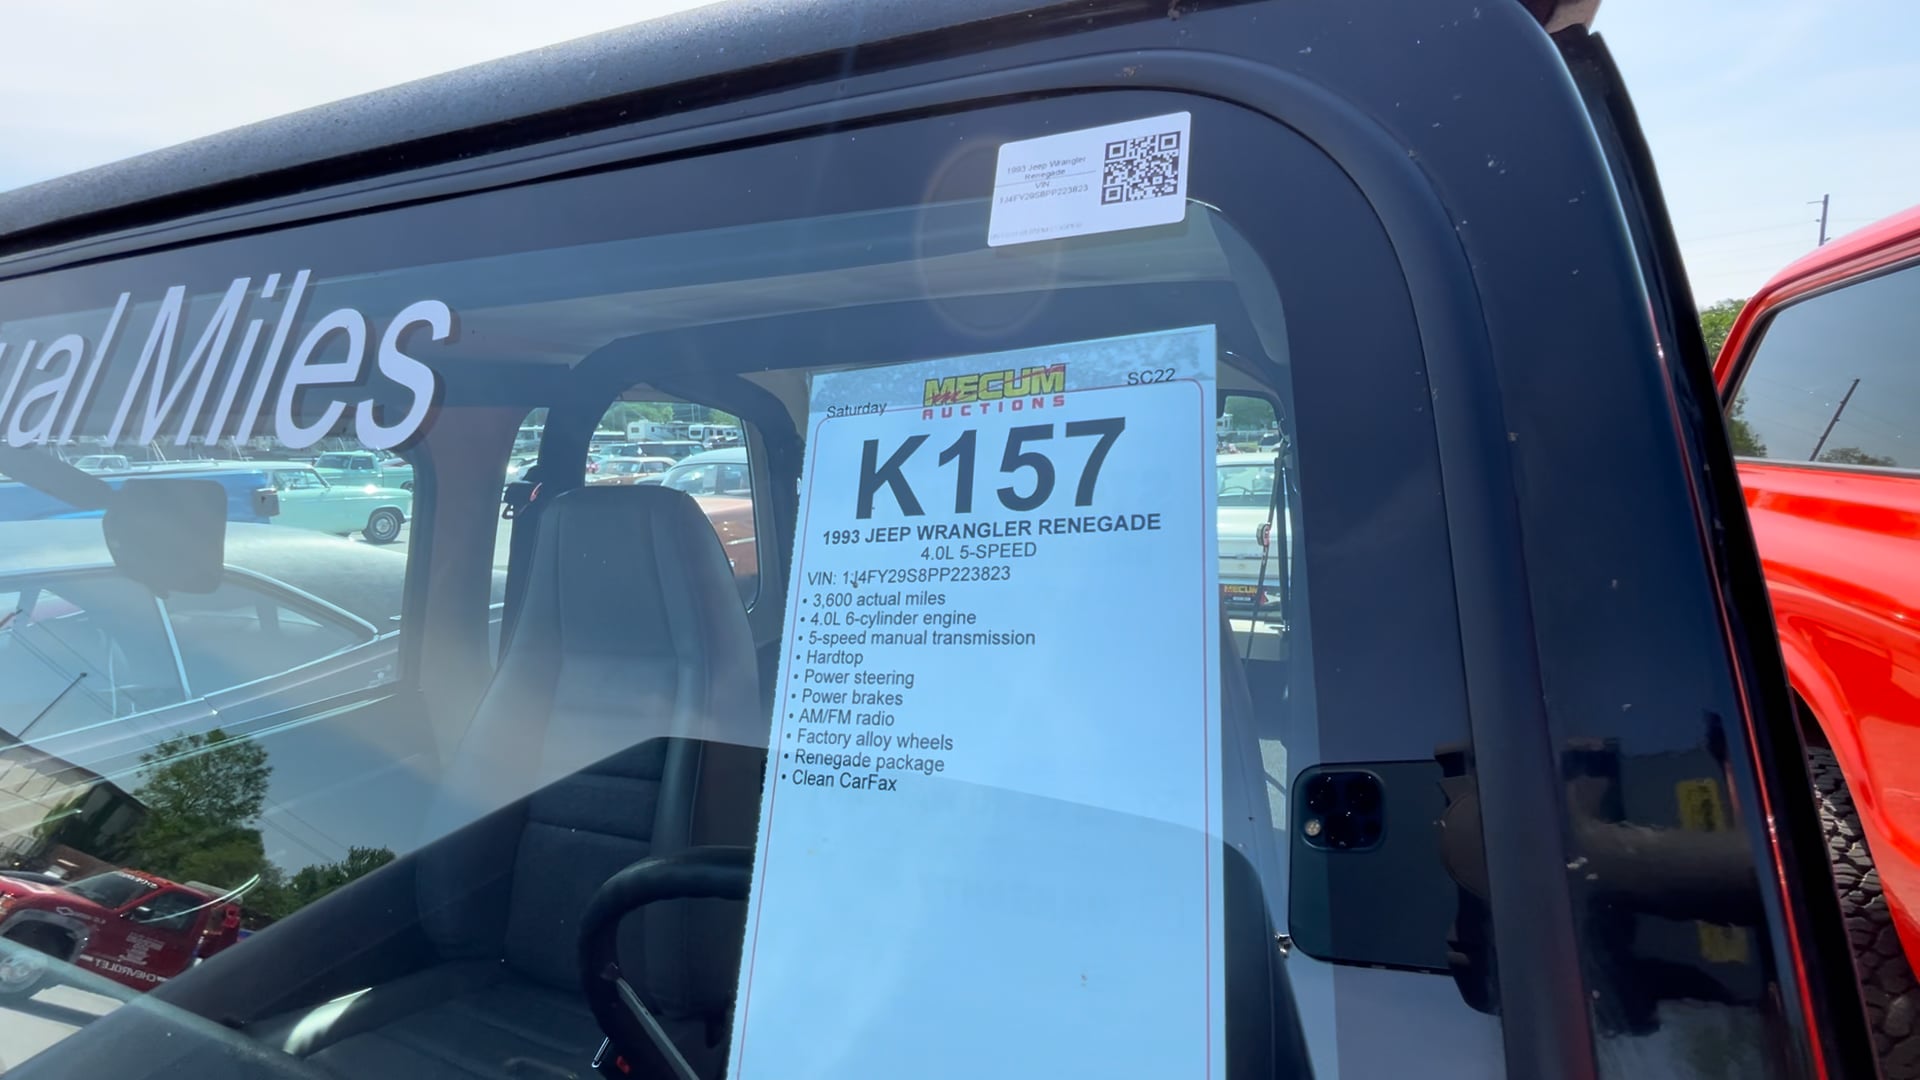 1993 Jeep Wrangler
Renegade
VIN
1J4FY29S8PP223823
ual Miles
MECUM
AUCTIONS
Saturday
SC22
K157
1993 JEEP WRANGLER RENEGADE
4.0L 5-SPEED
VIN: 1J4FY29S8PP223823
• 3,600 actual miles
• 4.0L 6-cylinder engine
• 5-speed manual transmission
• Hardtop
• Power steering
• Power brakes
• AM/FM radio
• Factory alloy wheels
• Renegade package
• Clean CarFax
MECUM
CHEVROLET